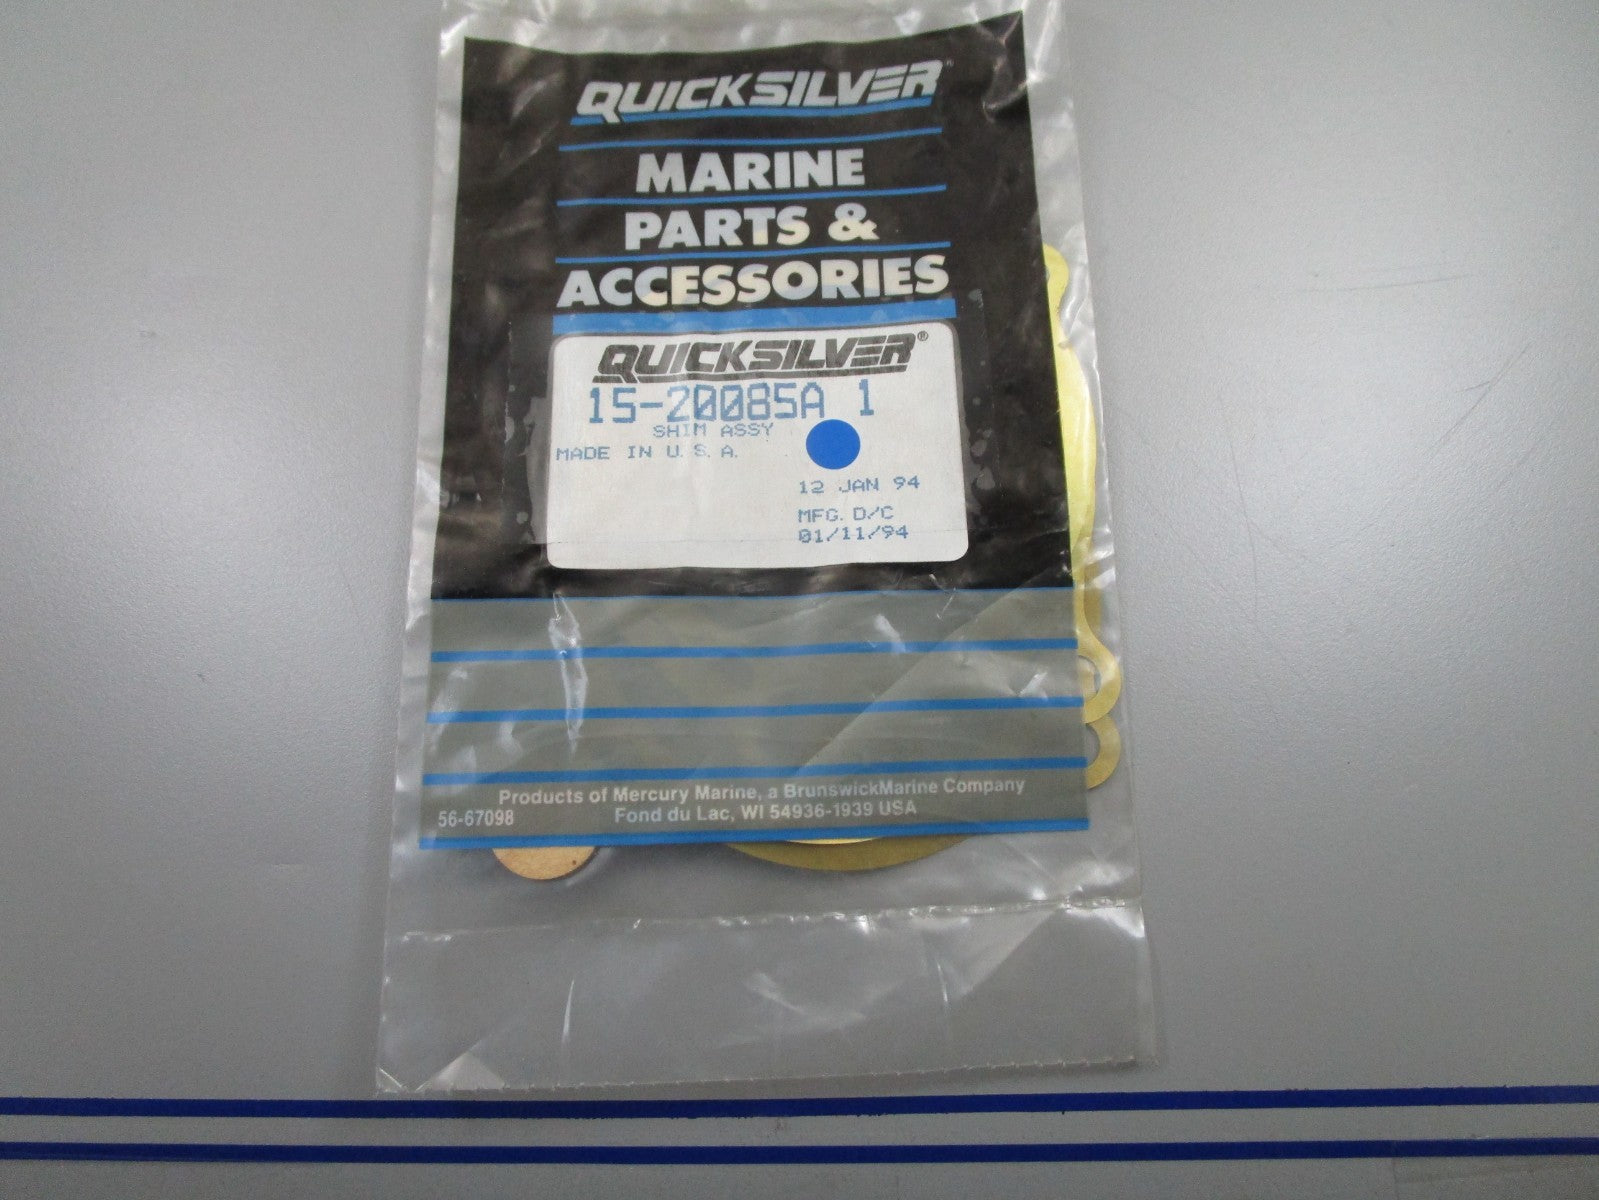 QUICKSILVER
MARINE
PARTS &
ACCESSORIES
QUICKSILVER®
15-20085A 1
SHIM ASSY
MADE IN U.S.A.
12 JAN 94
MFG. D/C
01/11/94
Products of Mercury Marine, a BrunswickMarine Company
56-67098 Fond du Lac, WI 54936-1939 USA